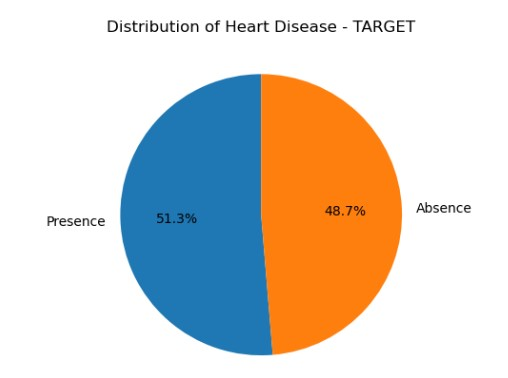 Distribution of Heart Disease - TARGET
Presence
51.3%
48.7%
Absence